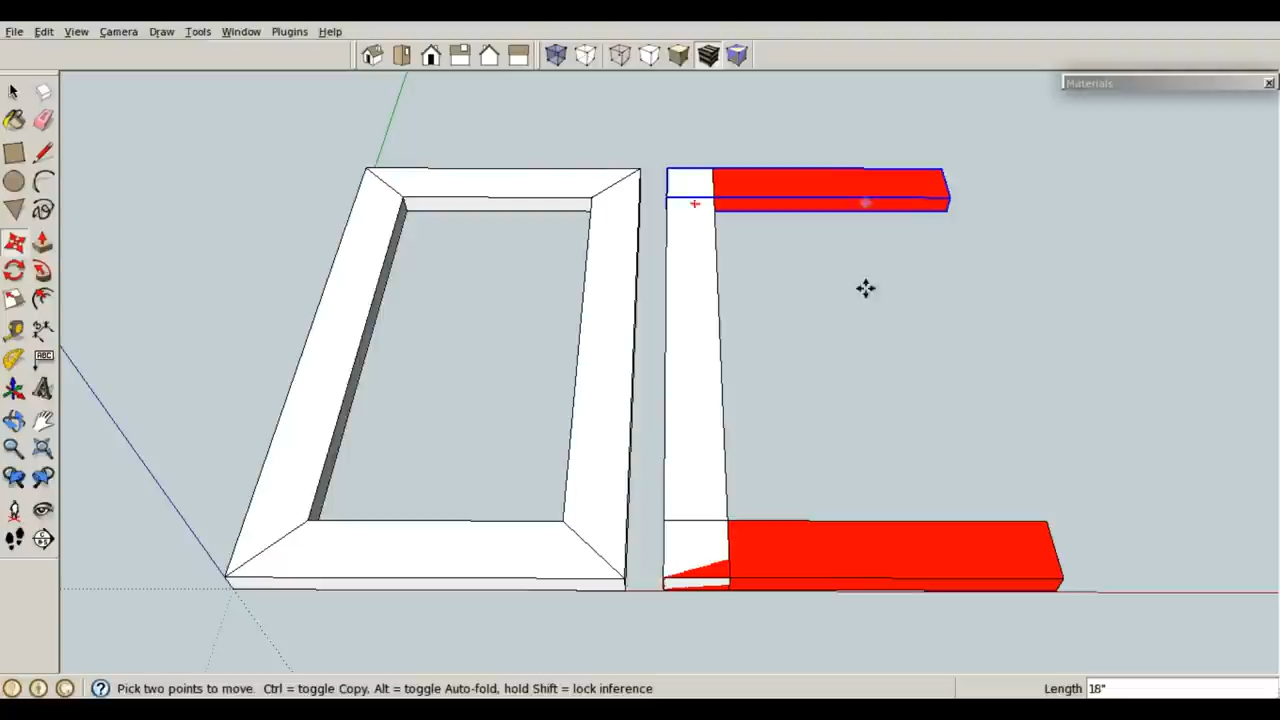 File Edit View Camera Draw Tools Window Plugins Help
Materials
ABC
Pick two points to move. Ctrl = toggle Copy. Alt = toggle Auto-fold, hold Shift = lock inference
Length 18"